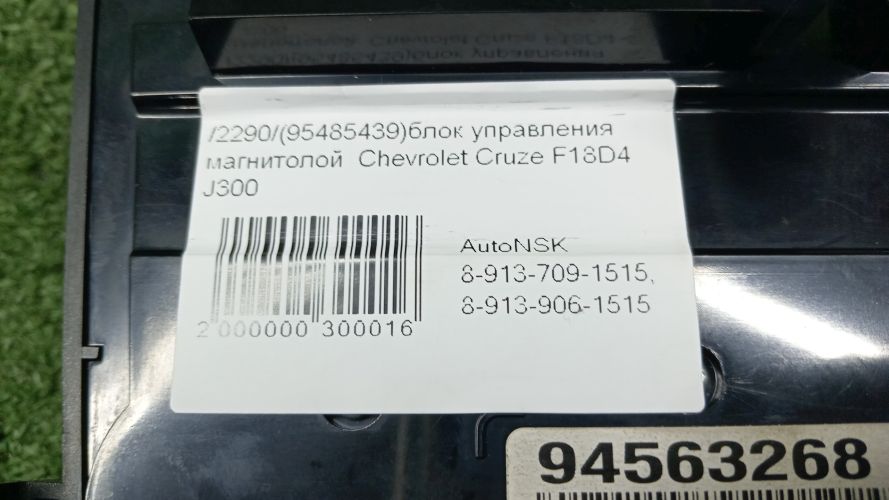 /2290/(95485439)блок управления
магнитолой Chevrolet Cruze F18D4
J300
AutoNSK
8-913-709-1515,
8-913-906-1515
2 000000 300016
94563268